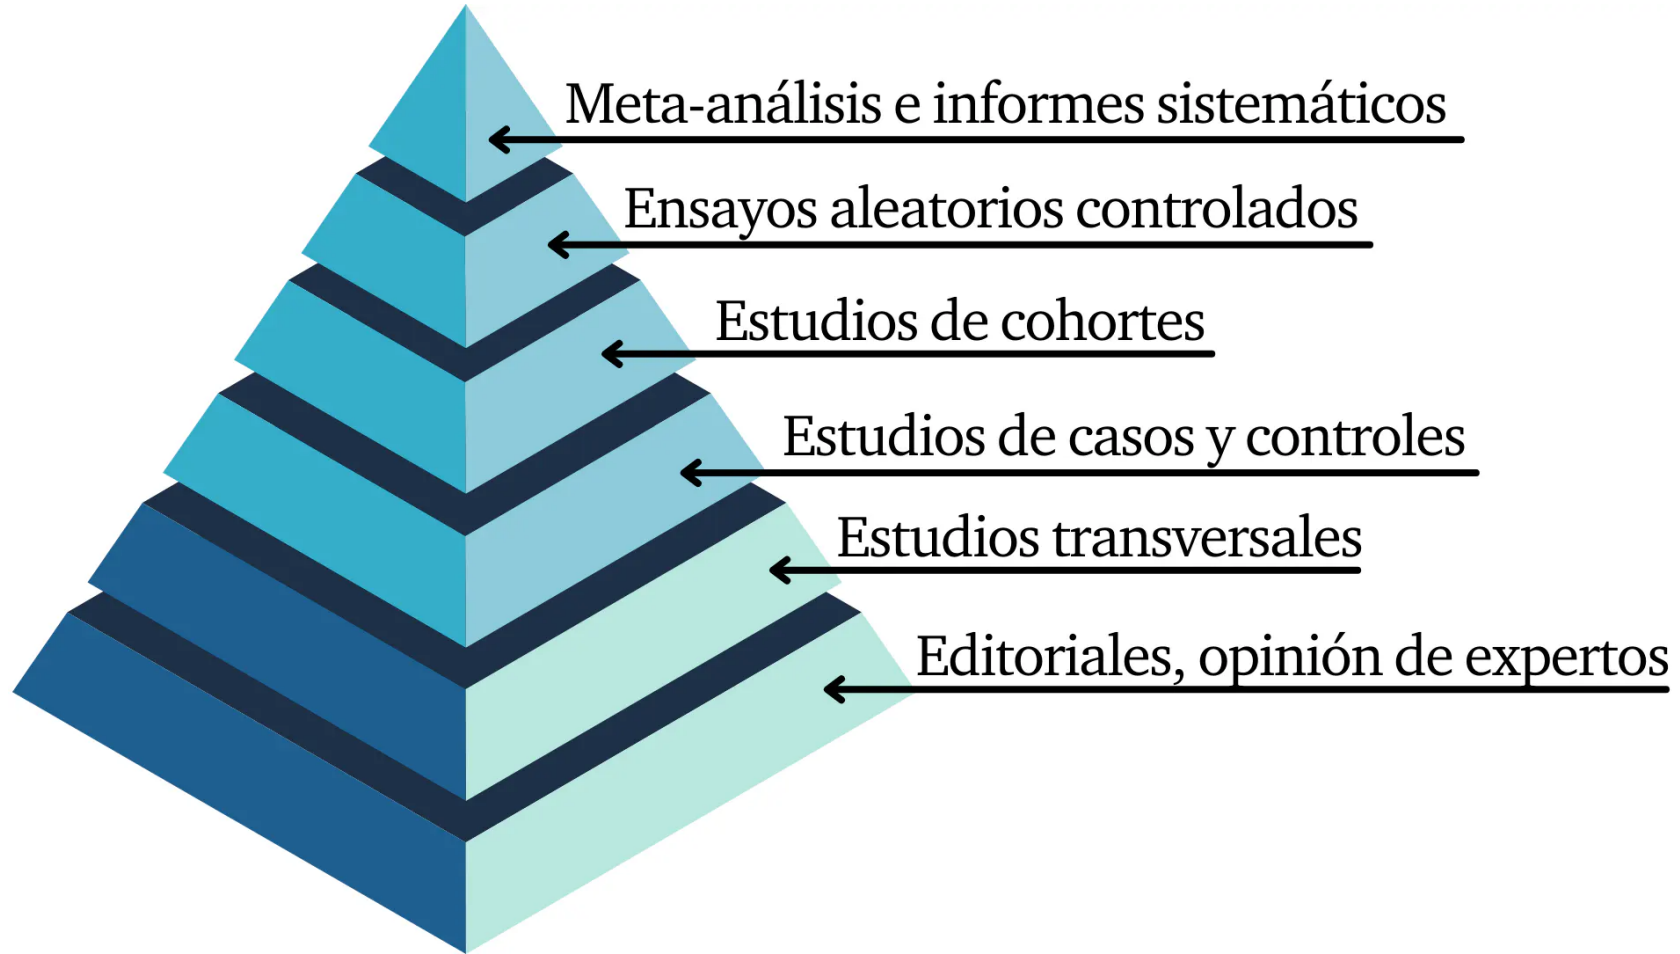 Meta-análisis e informes sistemáticos
Ensayos aleatorios controlados
Estudios de cohortes
Estudios de casos y controles
Estudios transversales
Editoriales, opinión de expertos